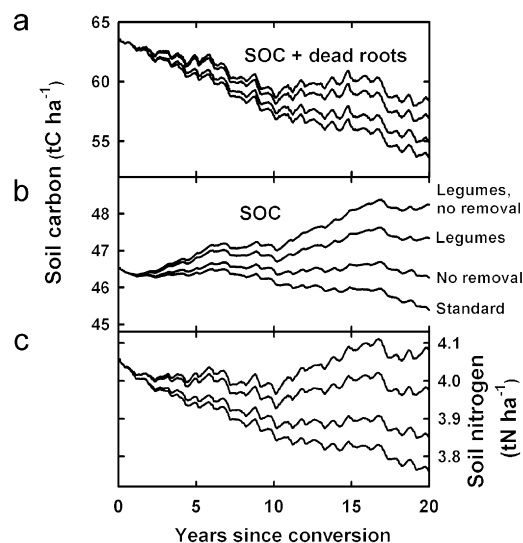 a
65
60
55
SOC + dead roots
Soil carbon (tC ha-1)
b
48
47
46
45
SOC
Legumes,
no removal
Legumes
No removal
Standard
c
4.1
4.0
3.9
3.8
Soil nitrogen
(tN ha-1)
0 5 10 15 20
Years since conversion